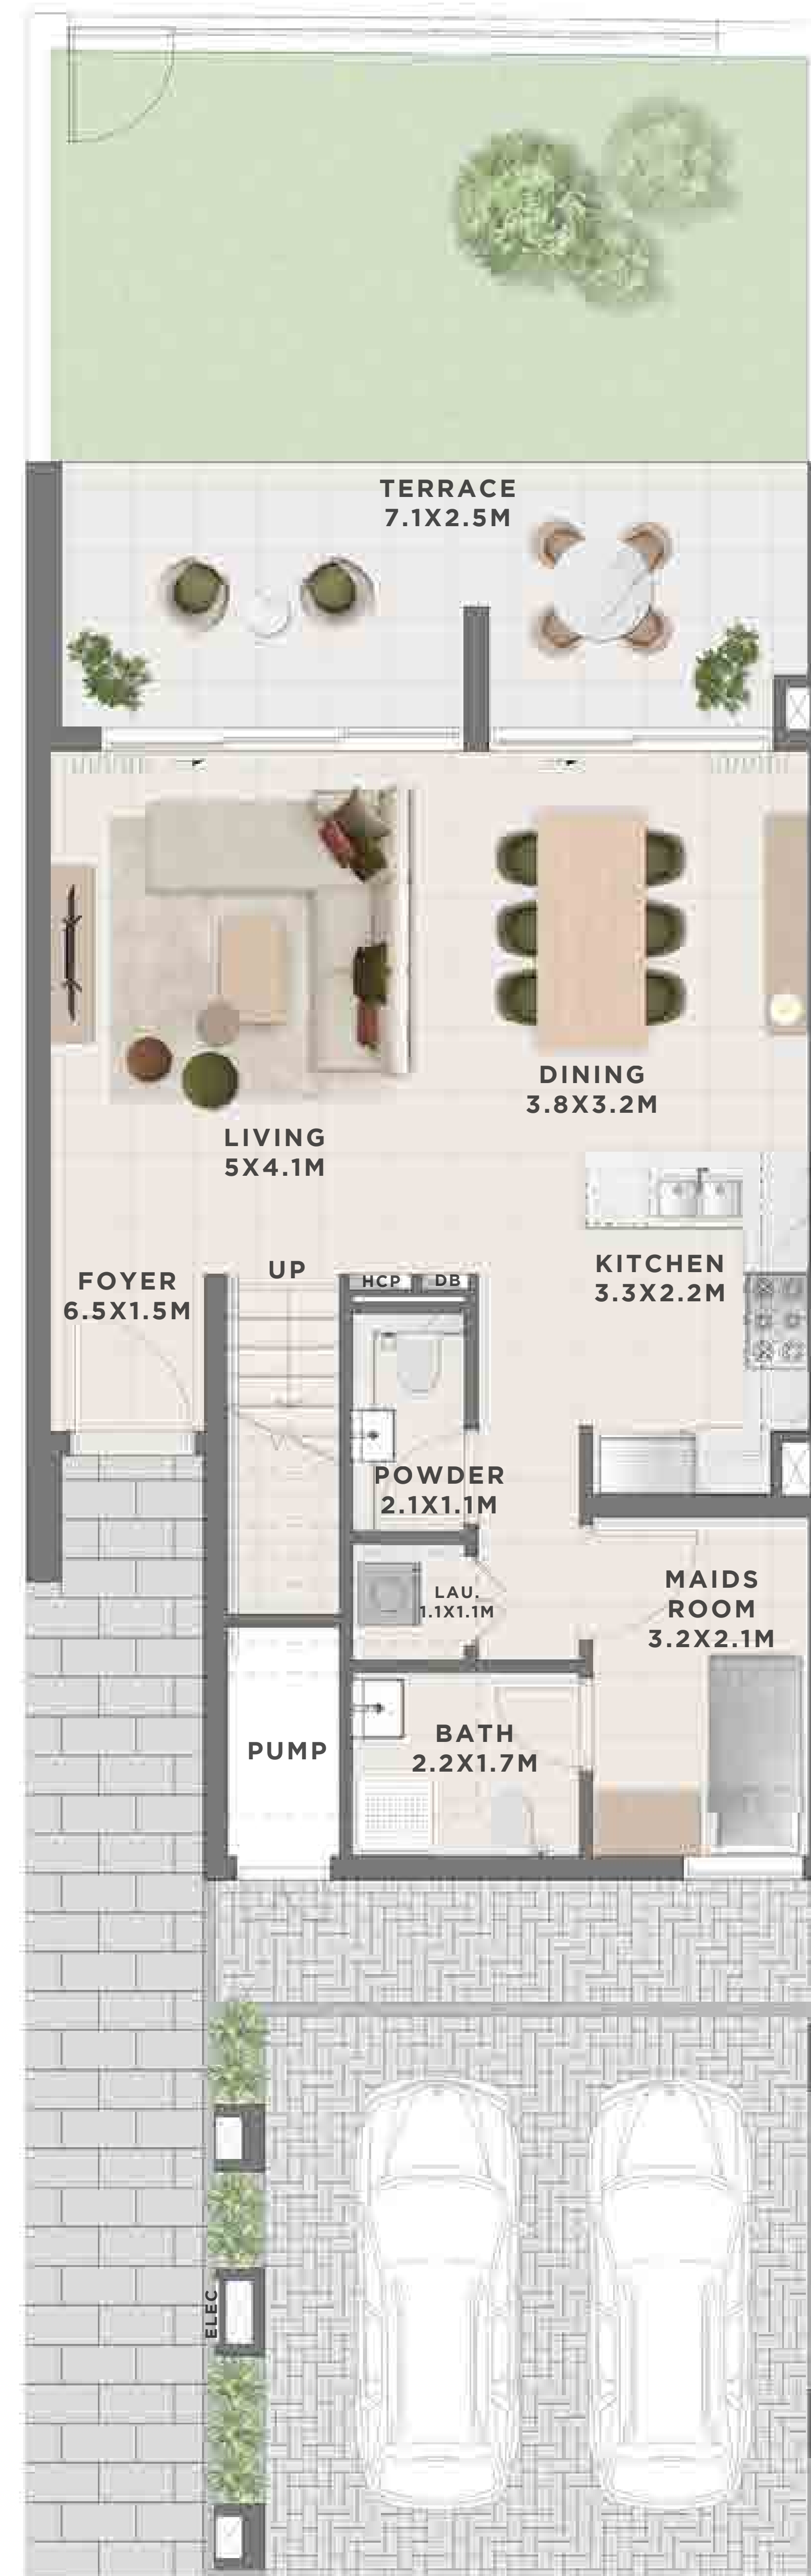 TERRACE
7.1X2.5M
DINING
3.8X3.2M
LIVING
5X4.1M
KITCHEN
3.3X2.2M
UP
HCP
DB
FOYER
6.5X1.5M
POWDER
2.1X1.1M
LAU.
1.1X1.1M
MAIDS
ROOM
3.2X2.1M
BATH
2.2X1.7M
PUMP
ELEC